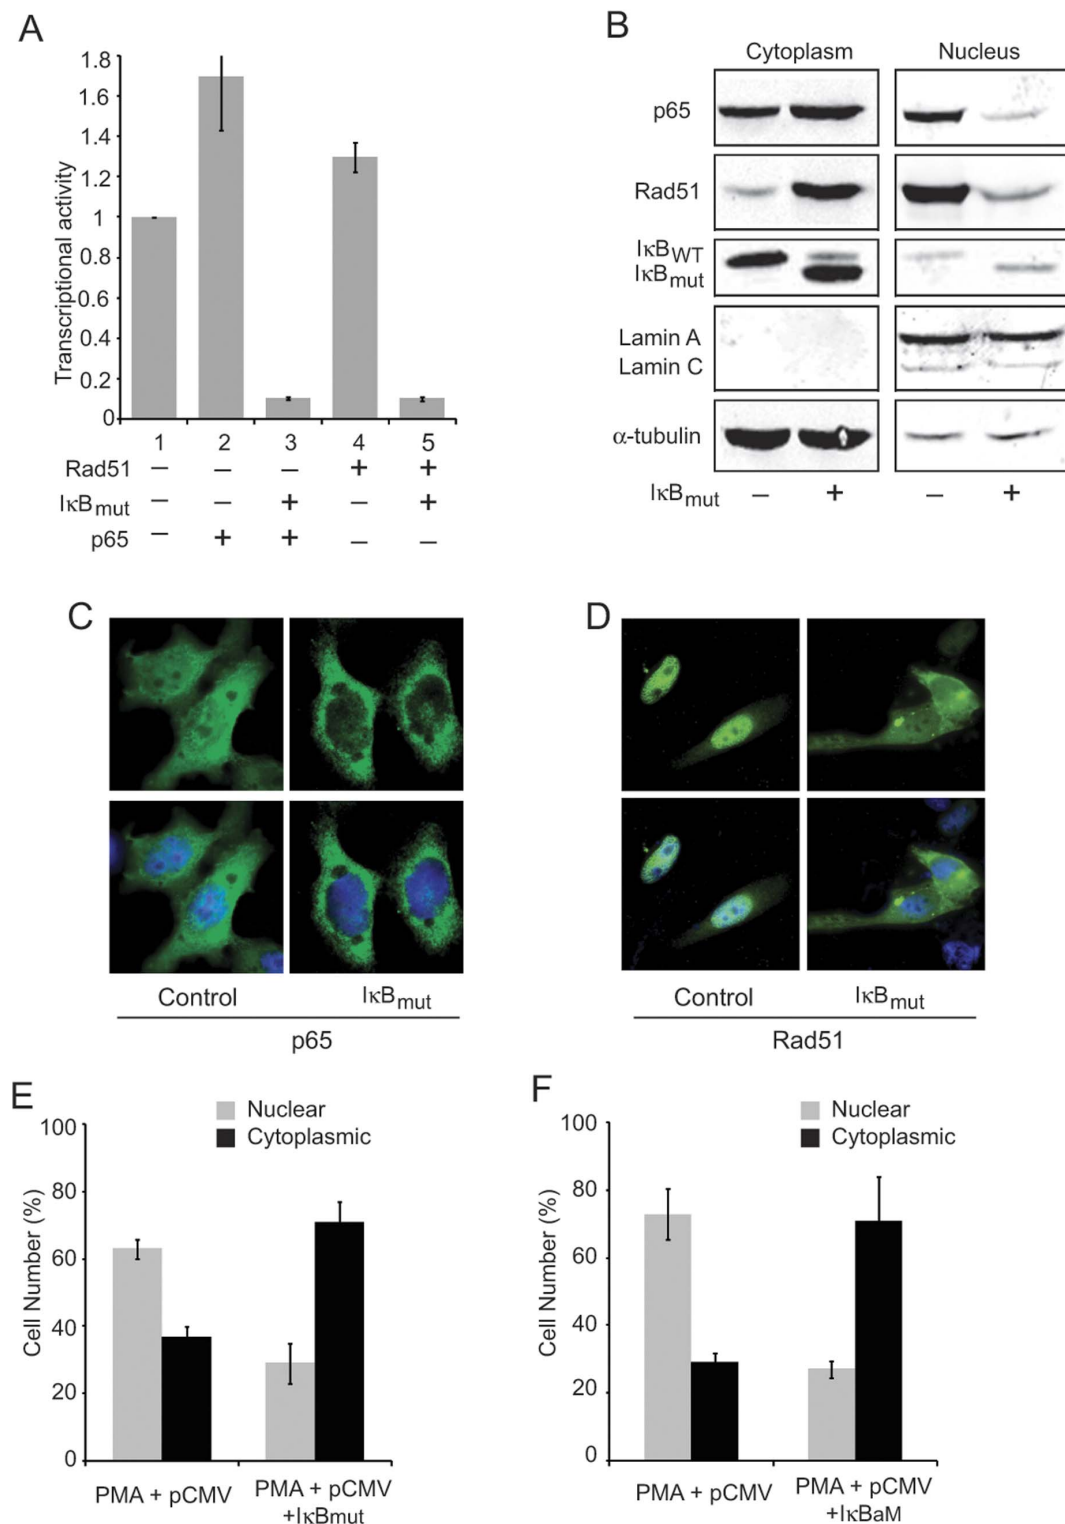 A
1.8
1.6
1.4
1.2
1
0.8
0.6
0.4
0.2
0
Transcriptional activity
1 2 3 4 5
Rad51 – – – + +
IκBmut – – + – +
p65 – + + – –
B
Cytoplasm Nucleus
p65
Rad51
IκBWT
IκBmut
Lamin A
Lamin C
α-tubulin
IκBmut – + – +
C
Control IκBmut
p65
D
Control IκBmut
Rad51
E
Nuclear
Cytoplasmic
100
80
60
40
20
0
Cell Number (%)
PMA + pCMV PMA + pCMV
+IκBmut
F
Nuclear
Cytoplasmic
100
80
60
40
20
0
Cell Number (%)
PMA + pCMV PMA + pCMV
+IκBaM